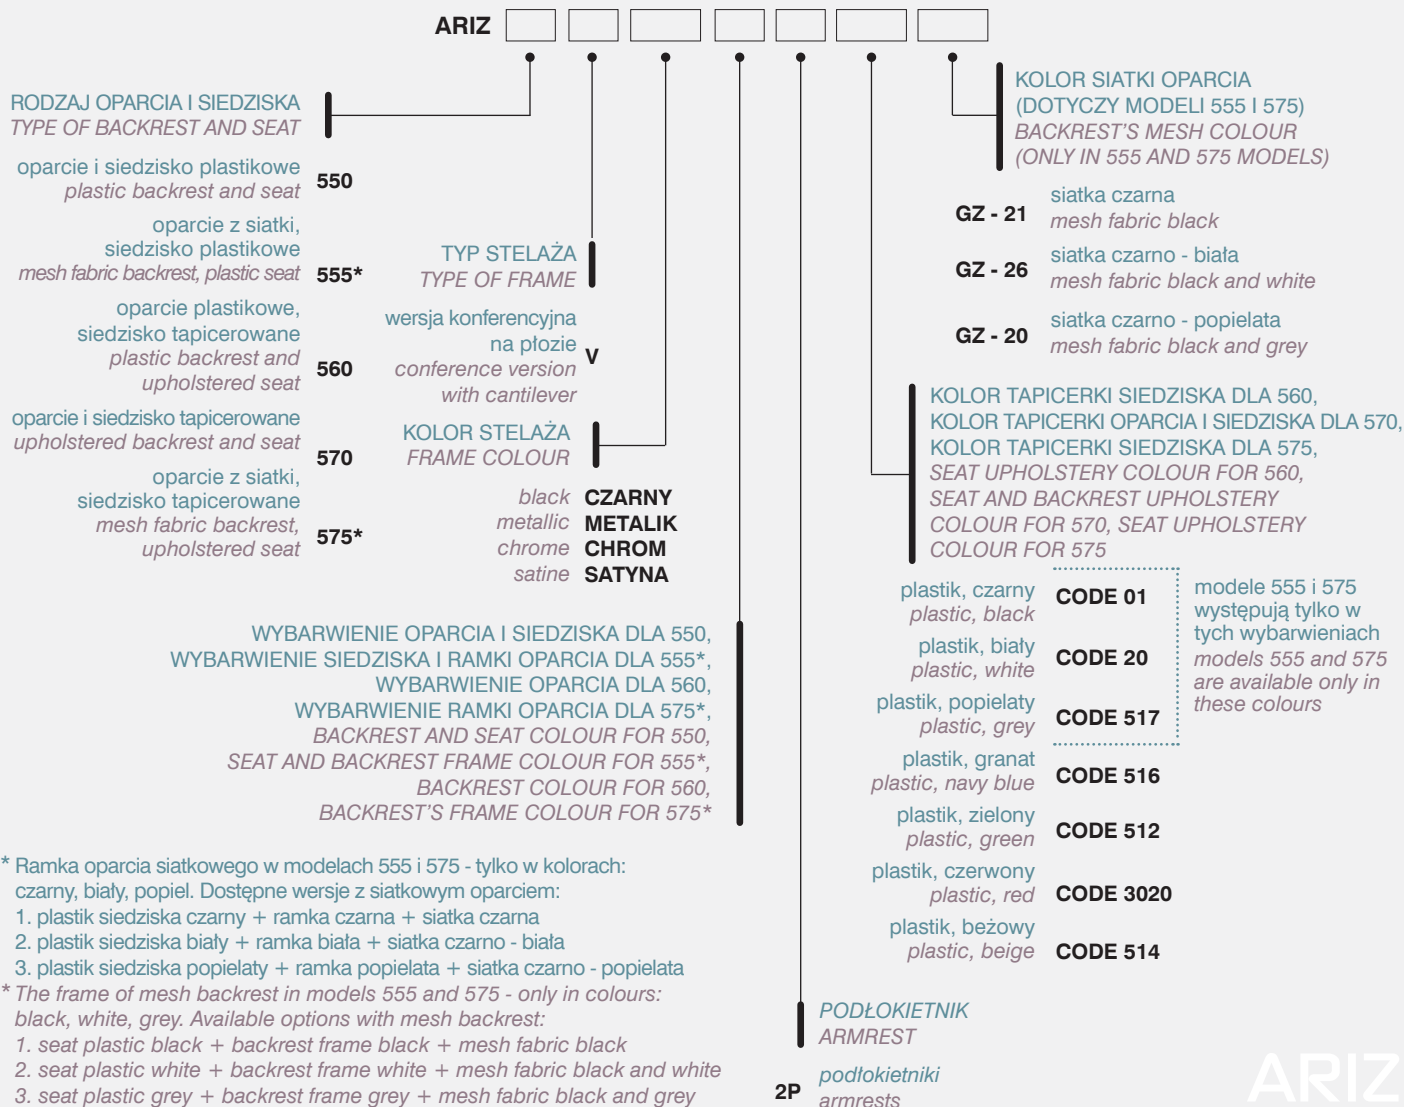 ARIZ
RODZAJ OPARCIA I SIEDZISKA
TYPE OF BACKREST AND SEAT
oparcie i siedzisko plastikowe
plastic backrest and seat
550
oparcie z siatki,
siedzisko plastikowe
mesh fabric backrest, plastic seat
555*
oparcie plastikowe,
siedzisko tapicerowane
plastic backrest and
upholstered seat
560
oparcie i siedzisko tapicerowane
upholstered backrest and seat
570
oparcie z siatki,
siedzisko tapicerowane
mesh fabric backrest,
upholstered seat
575*
TYP STELAŻA
TYPE OF FRAME
wersja konferencyjna
na płozie
conference version
with cantilever
V
KOLOR STELAŻA
FRAME COLOUR
black CZARNY
metallic METALIK
chrome CHROM
satine SATYNA
WYBARWIENIE OPARCIA I SIEDZISKA DLA 550,
WYBARWIENIE SIEDZISKA I RAMKI OPARCIA DLA 555*,
WYBARWIENIE OPARCIA DLA 560,
WYBARWIENIE RAMKI OPARCIA DLA 575*,
BACKREST AND SEAT COLOUR FOR 550,
SEAT AND BACKREST FRAME COLOUR FOR 555*,
BACKREST COLOUR FOR 560,
BACKREST'S FRAME COLOUR FOR 575*
* Ramka oparcia siatkowego w modelach 555 i 575 - tylko w kolorach:
czarny, biały, popiel. Dostępne wersje z siatkowym oparciem:
1. plastik siedziska czarny + ramka czarna + siatka czarna
2. plastik siedziska biały + ramka biała + siatka czarno - biała
3. plastik siedziska popielaty + ramka popielata + siatka czarno - popielata
* The frame of mesh backrest in models 555 and 575 - only in colours:
black, white, grey. Available options with mesh backrest:
1. seat plastic black + backrest frame black + mesh fabric black
2. seat plastic white + backrest frame white + mesh fabric black and white
3. seat plastic grey + backrest frame grey + mesh fabric black and grey
KOLOR SIATKI OPARCIA
(DOTYCZY MODELI 555 I 575)
BACKREST'S MESH COLOUR
(ONLY IN 555 AND 575 MODELS)
GZ - 21
siatka czarna
mesh fabric black
GZ - 26
siatka czarno - biała
mesh fabric black and white
GZ - 20
siatka czarno - popielata
mesh fabric black and grey
KOLOR TAPICERKI SIEDZISKA DLA 560,
KOLOR TAPICERKI OPARCIA I SIEDZISKA DLA 570,
KOLOR TAPICERKI SIEDZISKA DLA 575,
SEAT UPHOLSTERY COLOUR FOR 560,
SEAT AND BACKREST UPHOLSTERY
COLOUR FOR 570, SEAT UPHOLSTERY
COLOUR FOR 575
plastik, czarny
plastic, black
CODE 01
plastik, biały
plastic, white
CODE 20
plastik, popielaty
plastic, grey
CODE 517
modele 555 i 575
występują tylko w
tych wybarwieniach
models 555 and 575
are available only in
these colours
plastik, granat
plastic, navy blue
CODE 516
plastik, zielony
plastic, green
CODE 512
plastik, czerwony
plastic, red
CODE 3020
plastik, beżowy
plastic, beige
CODE 514
PODŁOKIETNIK
ARMREST
2P
podłokietniki
armrests
ARIZ